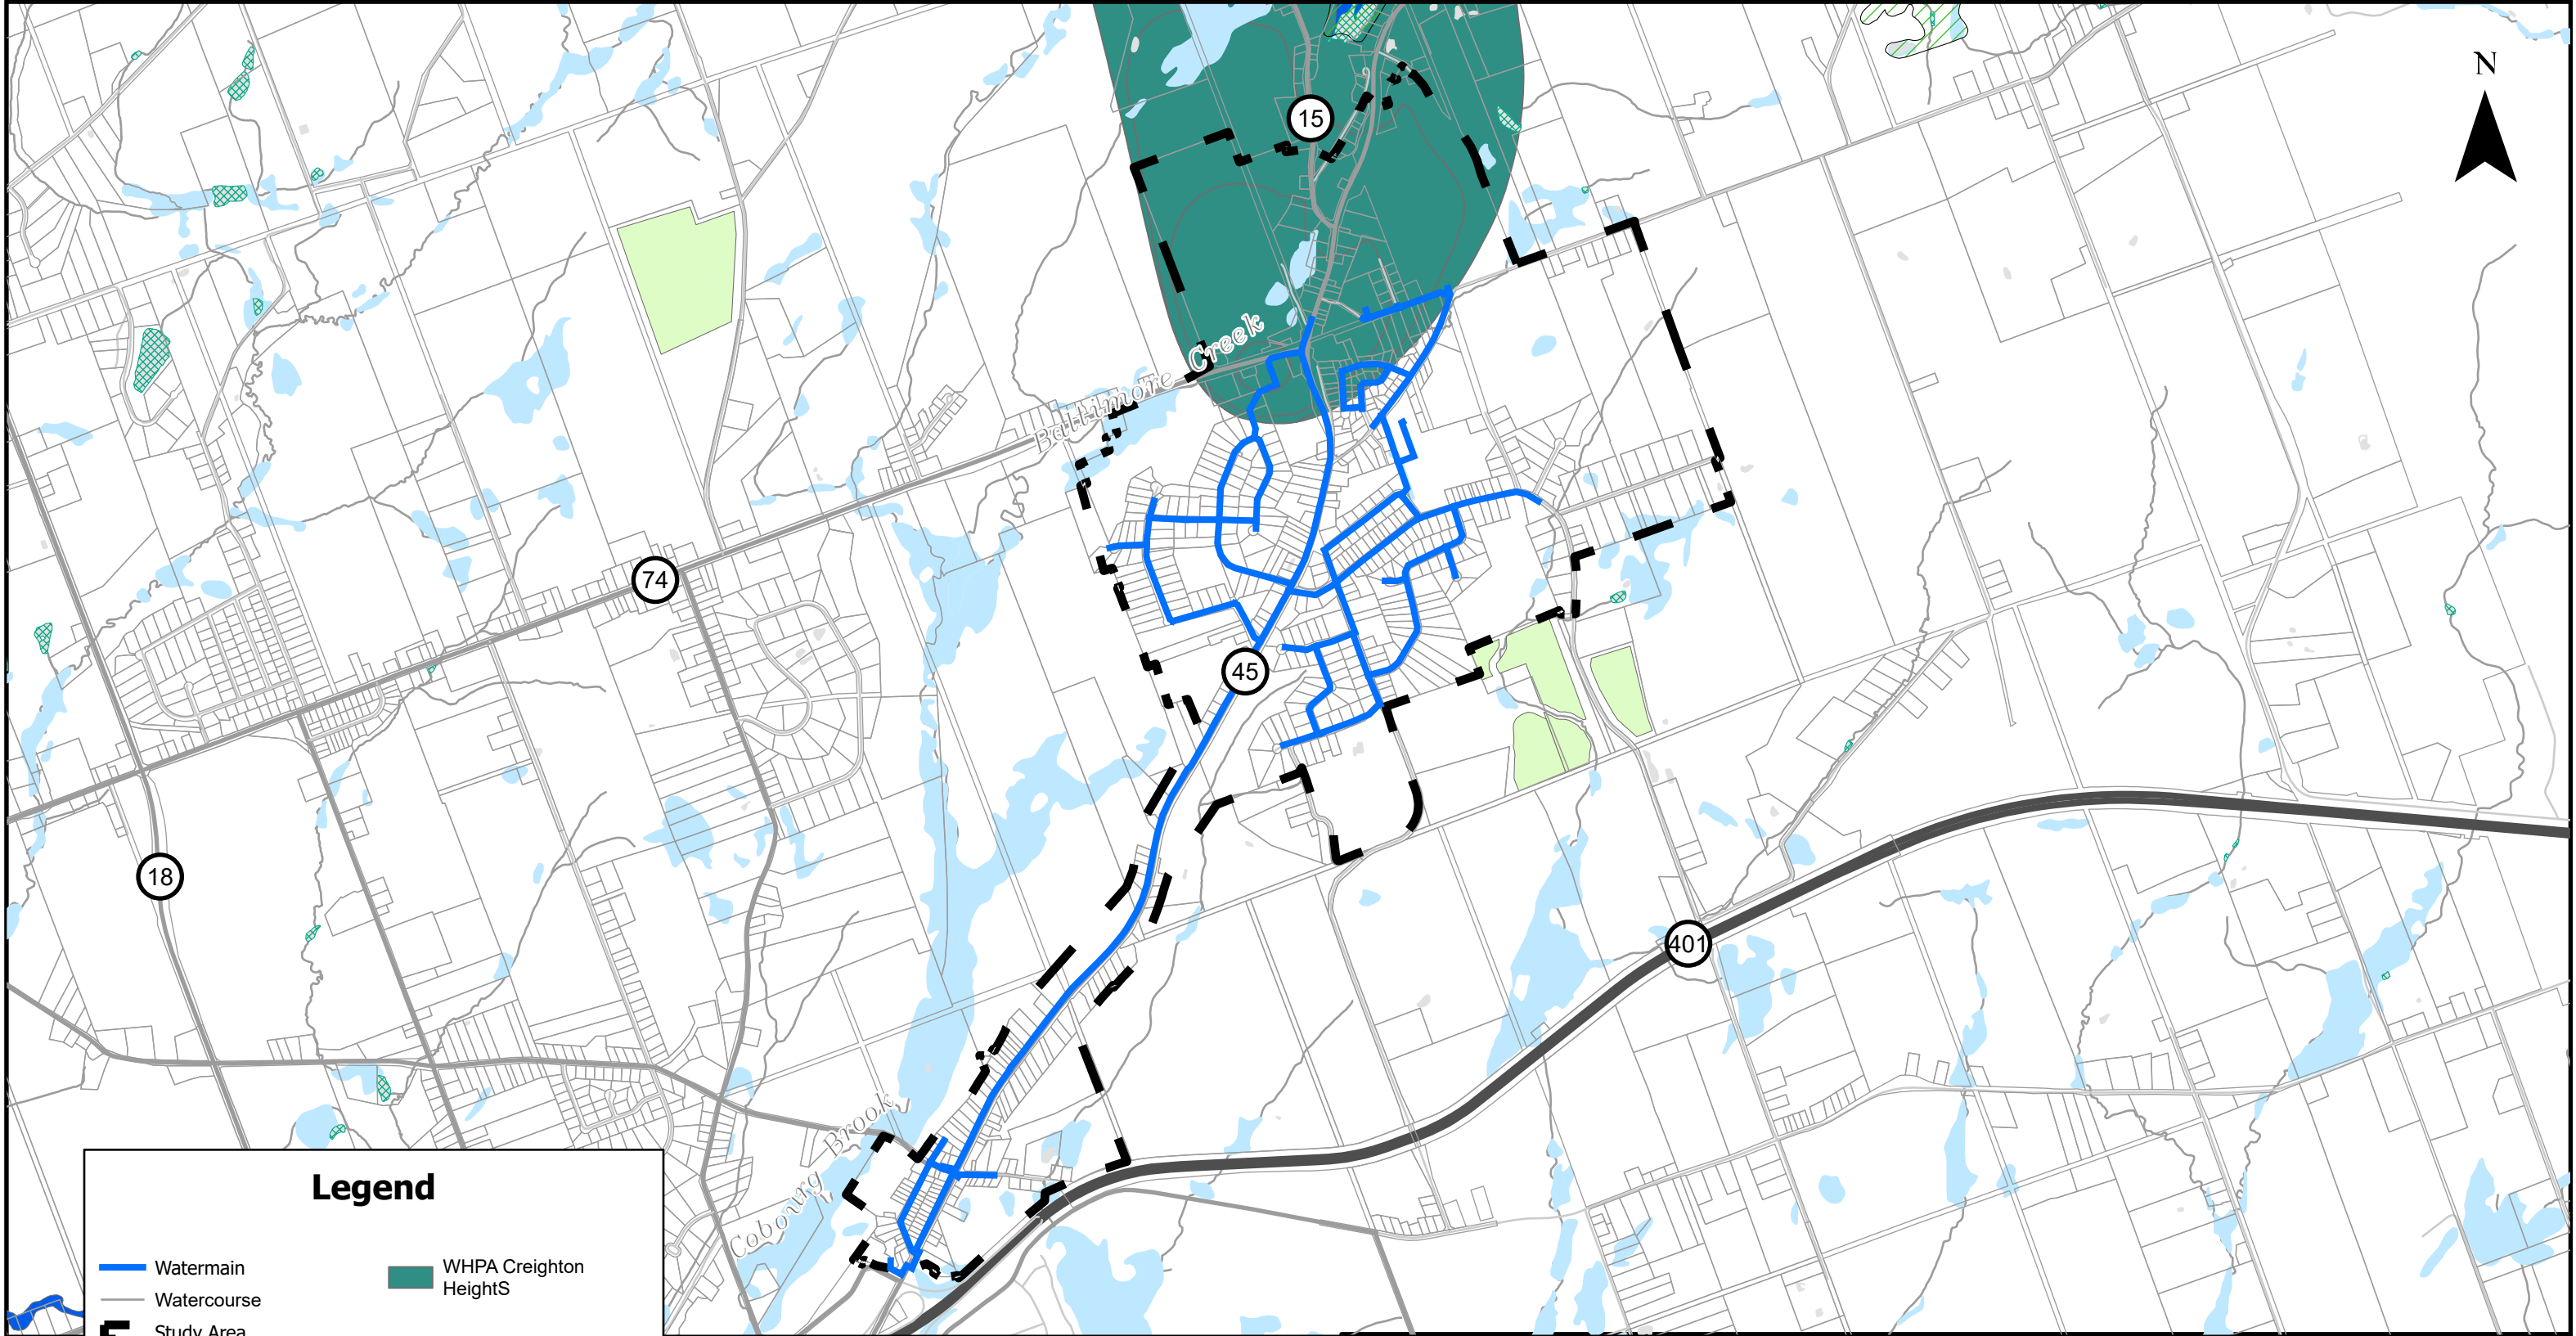 N
15
Baltimore Creek
74
45
18
401
Cobourg Brook
Legend
Watermain
WHPA Creighton
HeightS
Watercourse
Study Area